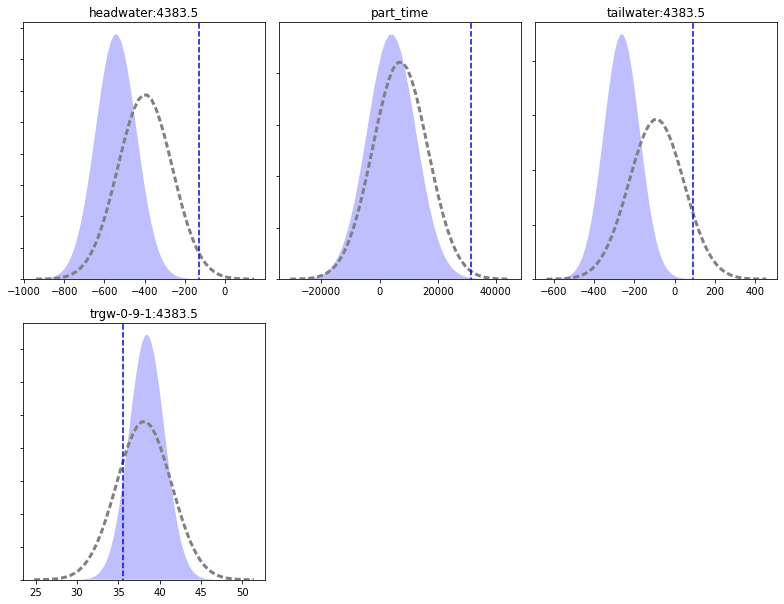 headwater:4383.5
part_time
tailwater:4383.5
−1000 −800 −600 −400 −200 0
−20000 0 20000 40000
−600 −400 −200 0 200 400
trgw-0-9-1:4383.5
25 30 35 40 45 50